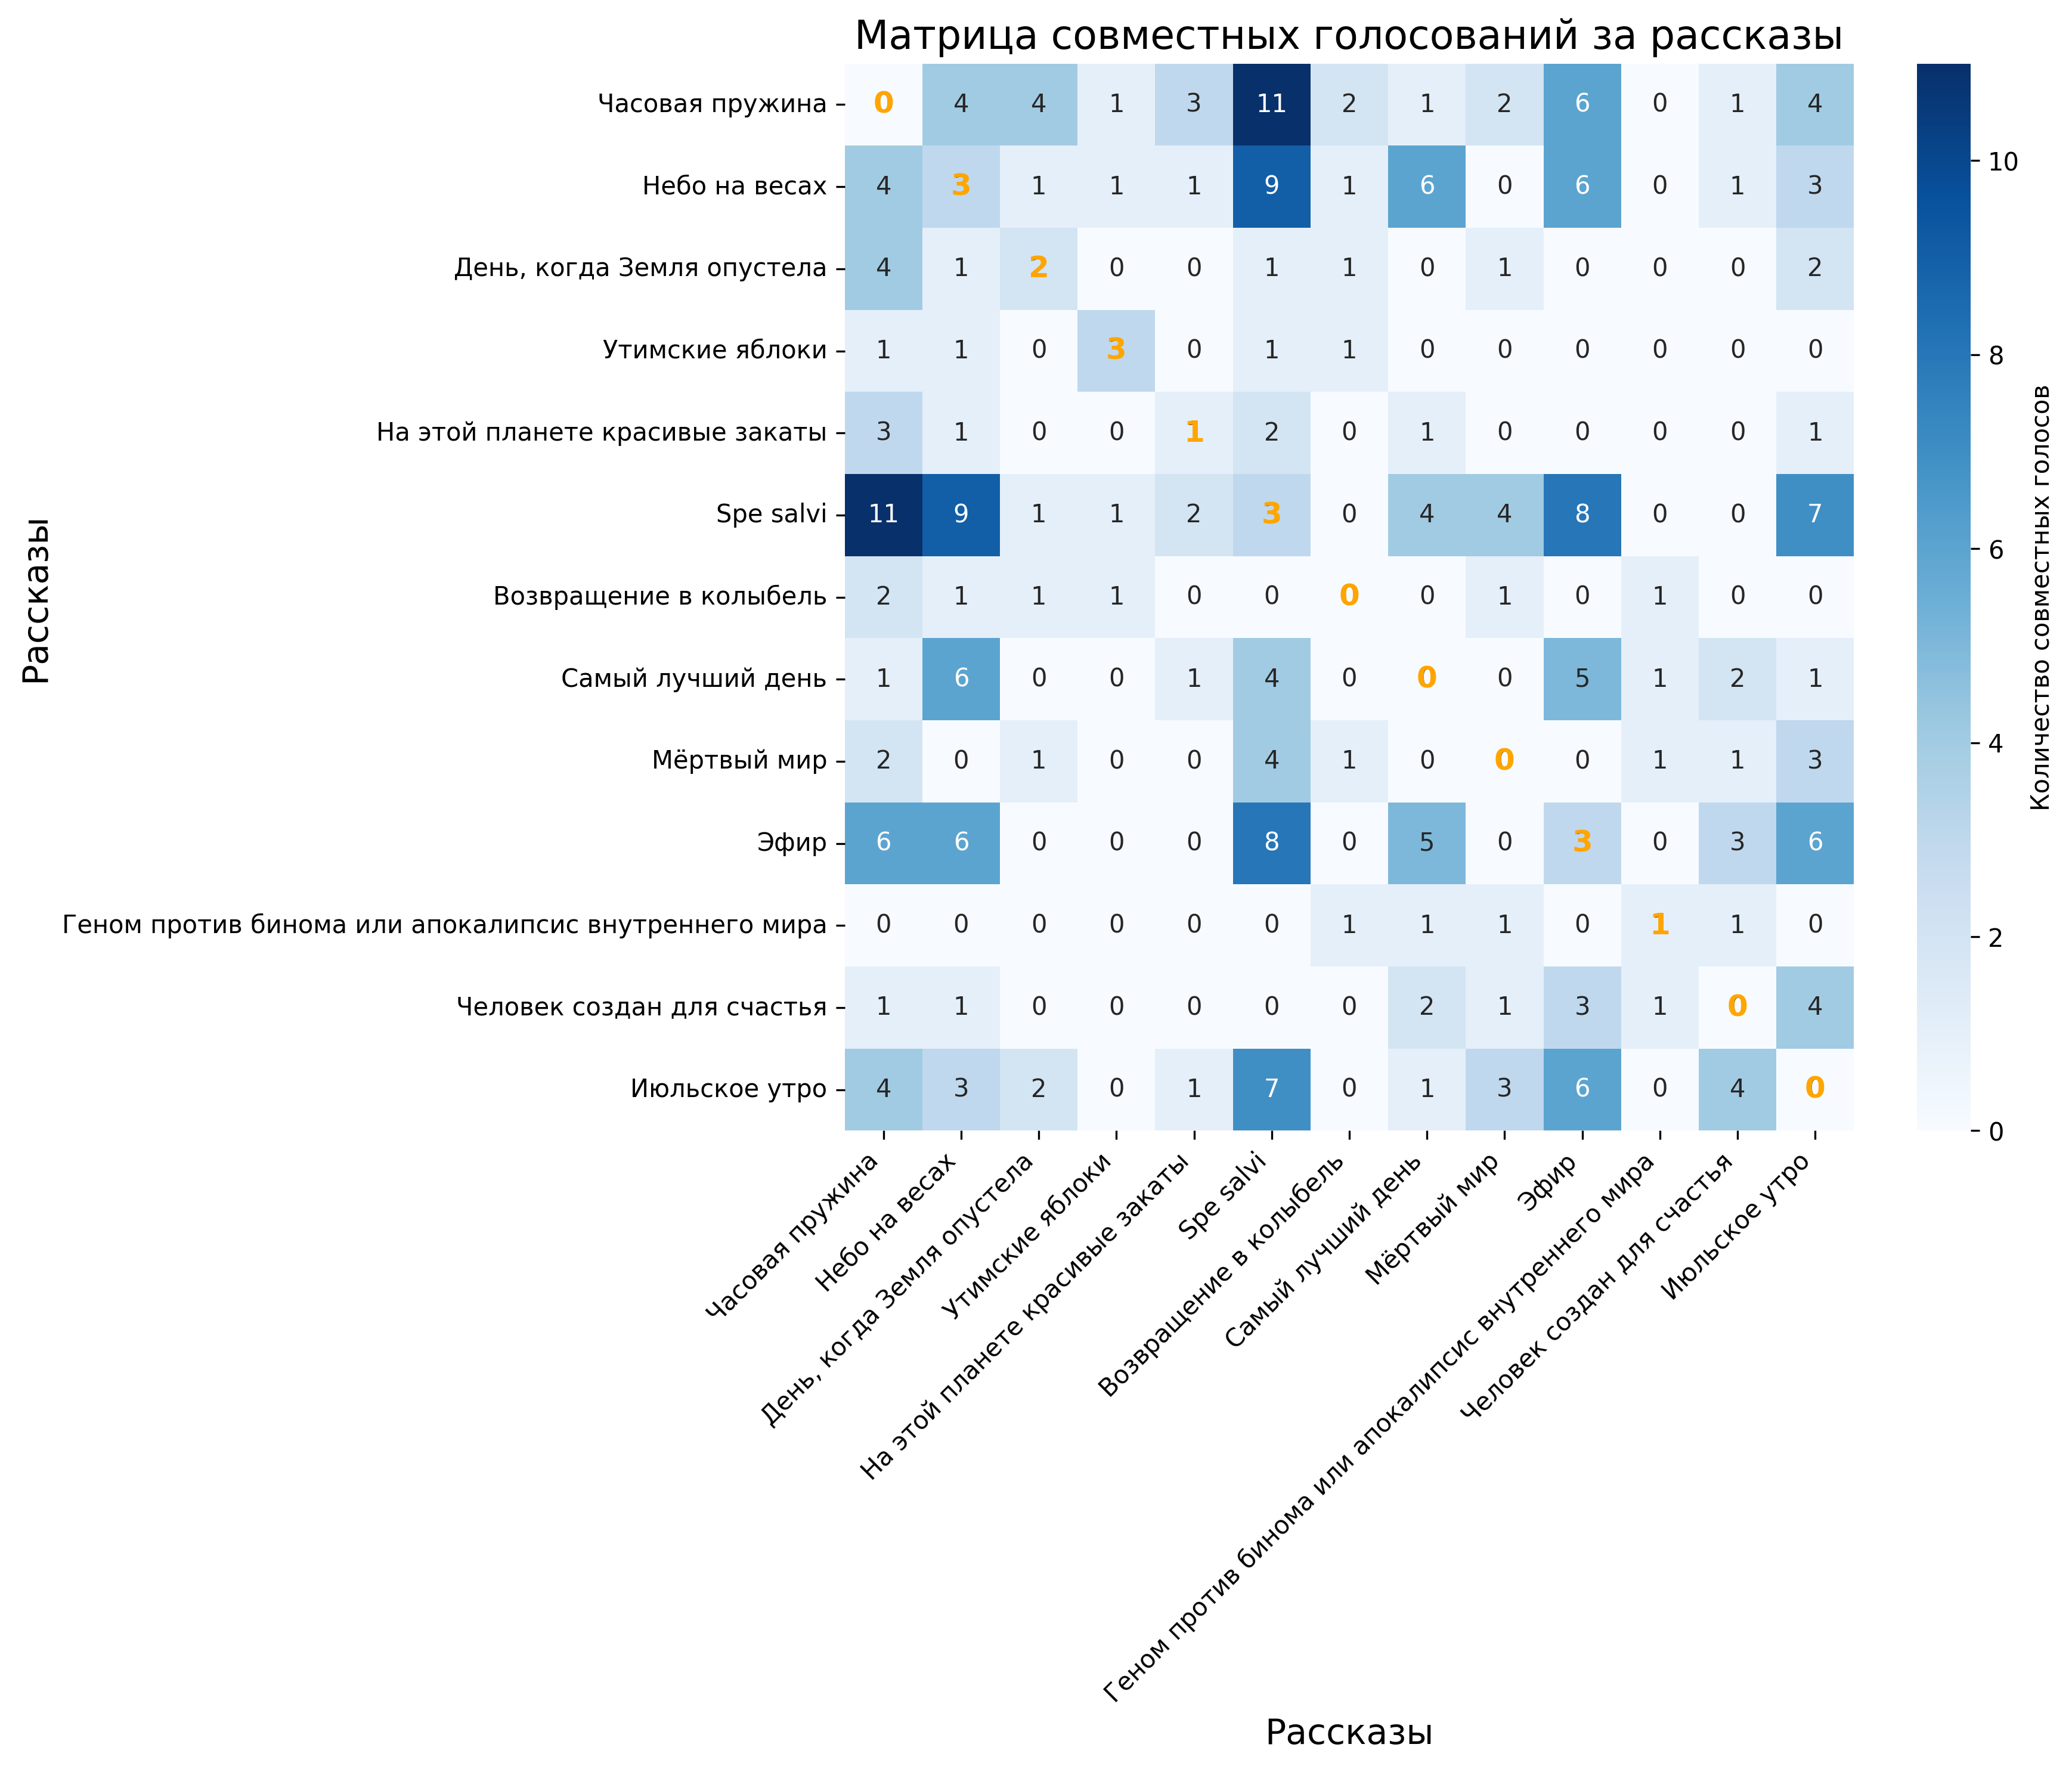 Матрица совместных голосований за рассказы
Часовая пружина 0 4 4 1 3 11 2 1 2 6 0 1 4
Небо на весах 4 3 1 1 1 9 1 6 0 6 0 1 3
День, когда Земля опустела 4 1 2 0 0 1 1 0 1 0 0 0 2
Утимские яблоки 1 1 0 3 0 1 1 0 0 0 0 0 0
На этой планете красивые закаты 3 1 0 0 1 2 0 1 0 0 0 0 1
Spe salvi 11 9 1 1 2 3 0 4 4 8 0 0 7
Возвращение в колыбель 2 1 1 1 0 0 0 0 1 0 1 0 0
Самый лучший день 1 6 0 0 1 4 0 0 0 5 1 2 1
Мёртвый мир 2 0 1 0 0 4 1 0 0 0 1 1 3
Эфир 6 6 0 0 0 8 0 5 0 3 0 3 6
Геном против бинома или апокалипсис внутреннего мира 0 0 0 0 0 0 1 1 1 0 1 1 0
Человек создан для счастья 1 1 0 0 0 0 0 2 1 3 1 0 4
Июльское утро 4 3 2 0 1 7 0 1 3 6 0 4 0
Рассказы
Часовая пружина
Небо на весах
День, когда Земля опустела
Утимские яблоки
На этой планете красивые закаты
Spe salvi
Возвращение в колыбель
Самый лучший день
Мёртвый мир
Эфир
Геном против бинома или апокалипсис внутреннего мира
Человек создан для счастья
Июльское утро
Рассказы
10
8
6
4
2
0
Количество совместных голосов